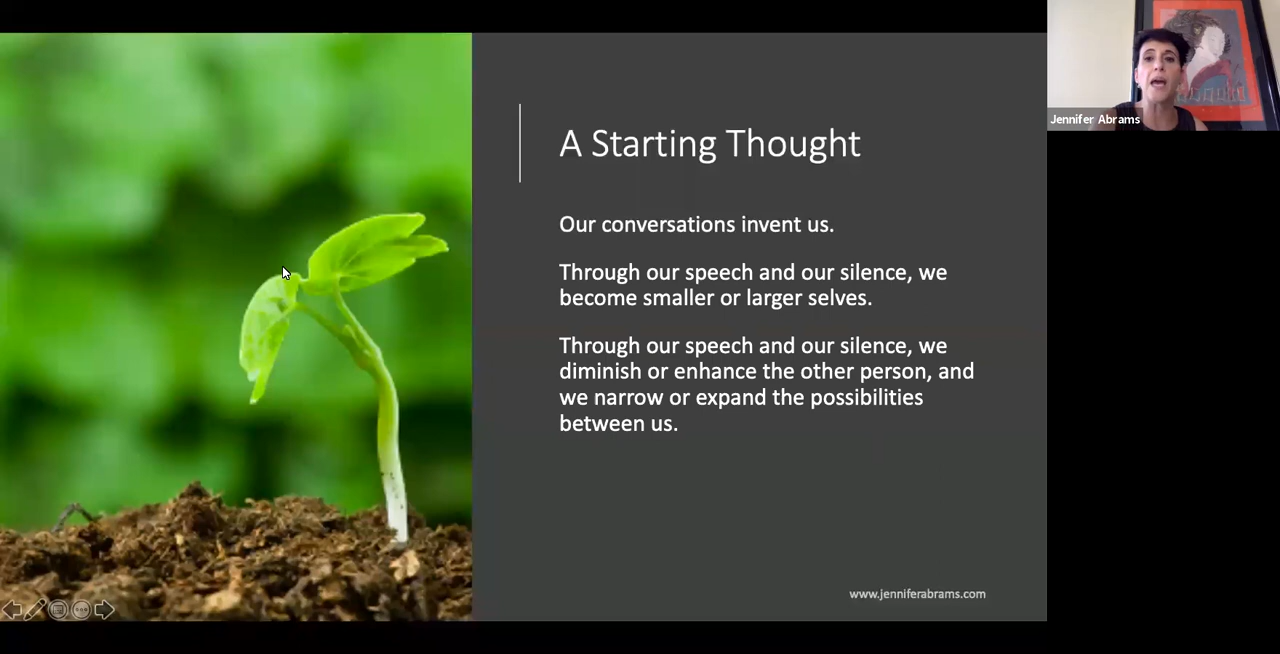 A Starting Thought
Our conversations invent us.
Through our speech and our silence, we
become smaller or larger selves.
Through our speech and our silence, we
diminish or enhance the other person, and
we narrow or expand the possibilities
between us.
www.jenniferabrams.com
Jennifer Abrams